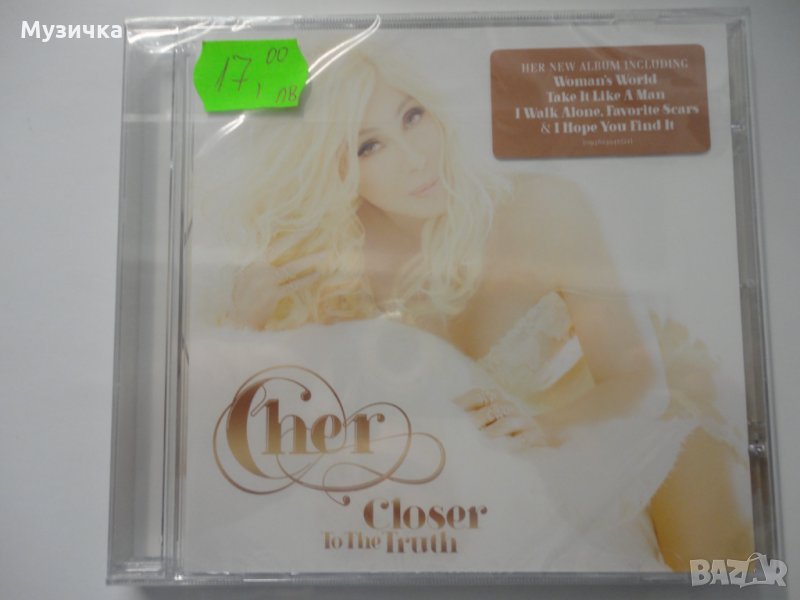 Музичка
17,00
лв
HER NEW ALBUM INCLUDING
Woman's World
Take It Like A Man
I Walk Alone, Favorite Scars
& I Hope You Find It
Cher
Closer
To The Truth
BAZAR